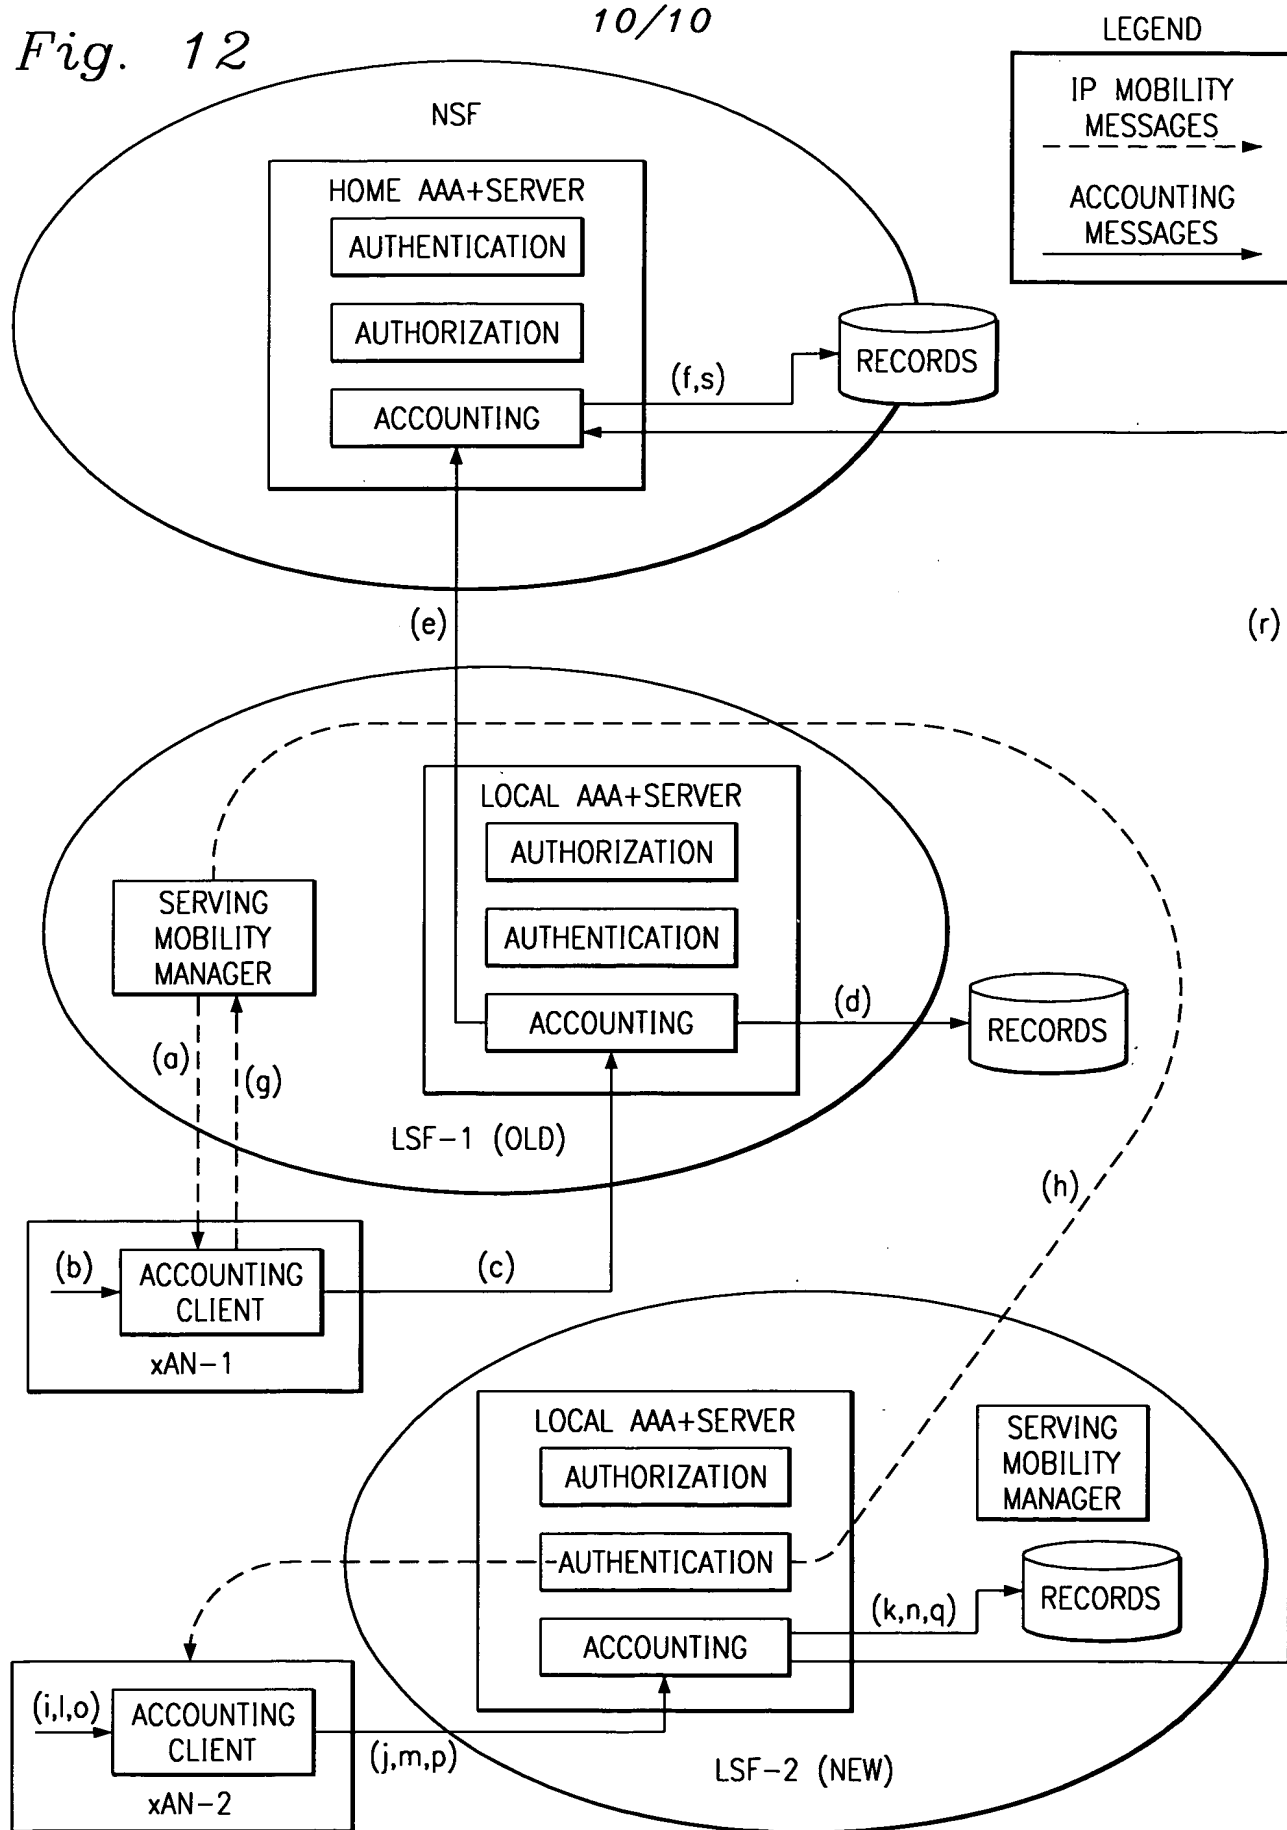 10/10
Fig. 12
LEGEND
IP MOBILITY
MESSAGES
ACCOUNTING
MESSAGES
NSF
HOME AAA+SERVER
AUTHENTICATION
AUTHORIZATION
ACCOUNTING
(f,s)
RECORDS
(e)
(r)
LOCAL AAA+SERVER
AUTHORIZATION
AUTHENTICATION
ACCOUNTING
SERVING
MOBILITY
MANAGER
(d)
RECORDS
(a)
(g)
LSF-1 (OLD)
(h)
(b)
ACCOUNTING
CLIENT
xAN-1
(c)
LOCAL AAA+SERVER
AUTHORIZATION
AUTHENTICATION
ACCOUNTING
SERVING
MOBILITY
MANAGER
(k,n,q)
RECORDS
(i,l,o)
ACCOUNTING
CLIENT
xAN-2
(j,m,p)
LSF-2 (NEW)